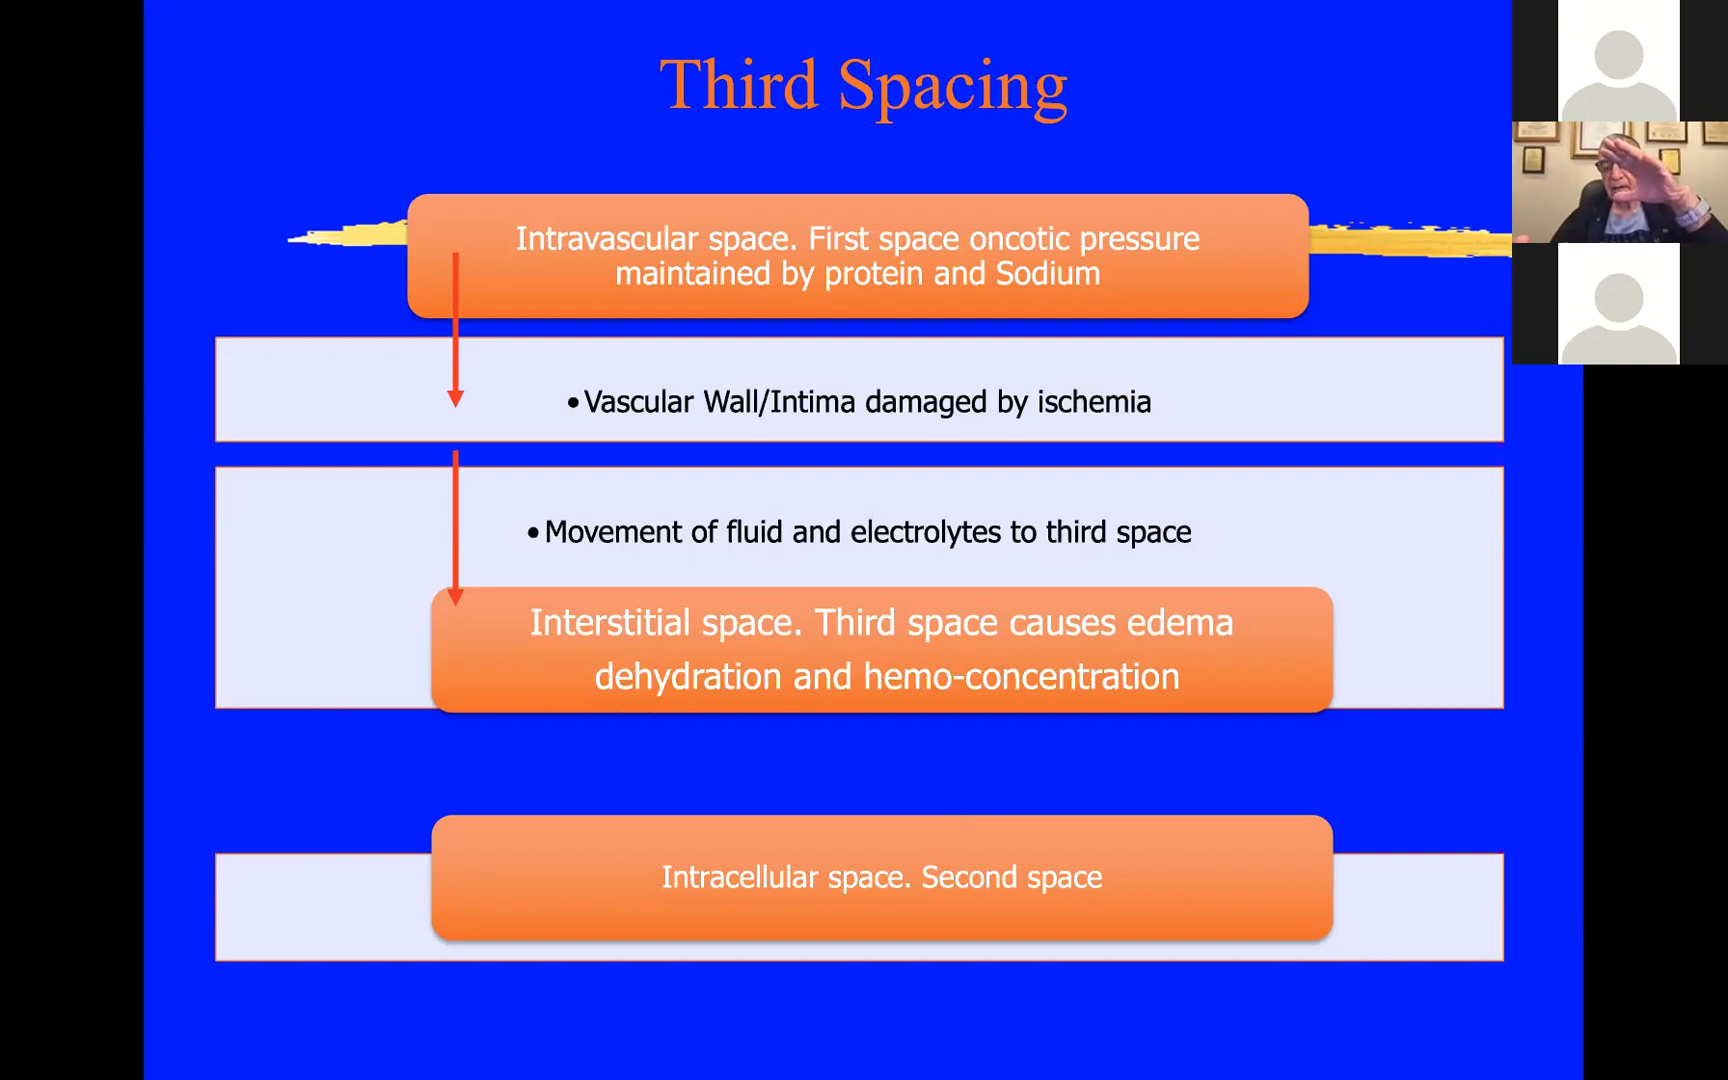 Third Spacing
Intravascular space. First space oncotic pressure
maintained by protein and Sodium
•Vascular Wall/Intima damaged by ischemia
•Movement of fluid and electrolytes to third space
Interstitial space. Third space causes edema
dehydration and hemo-concentration
Intracellular space. Second space